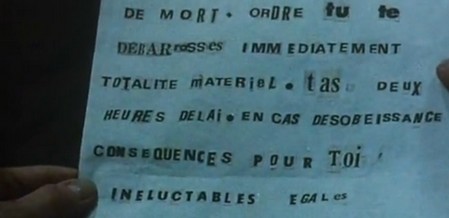 DE MORT. ORDRE tu te
DEBARrasses IMMEDIATEMENT
TOTALITE mATERieL. tas DEUX
HEURES DELAi. EN CAS DESOBEISSANCE
CONSEQUENCES POUR Toi
INELUCTABLES EGALes